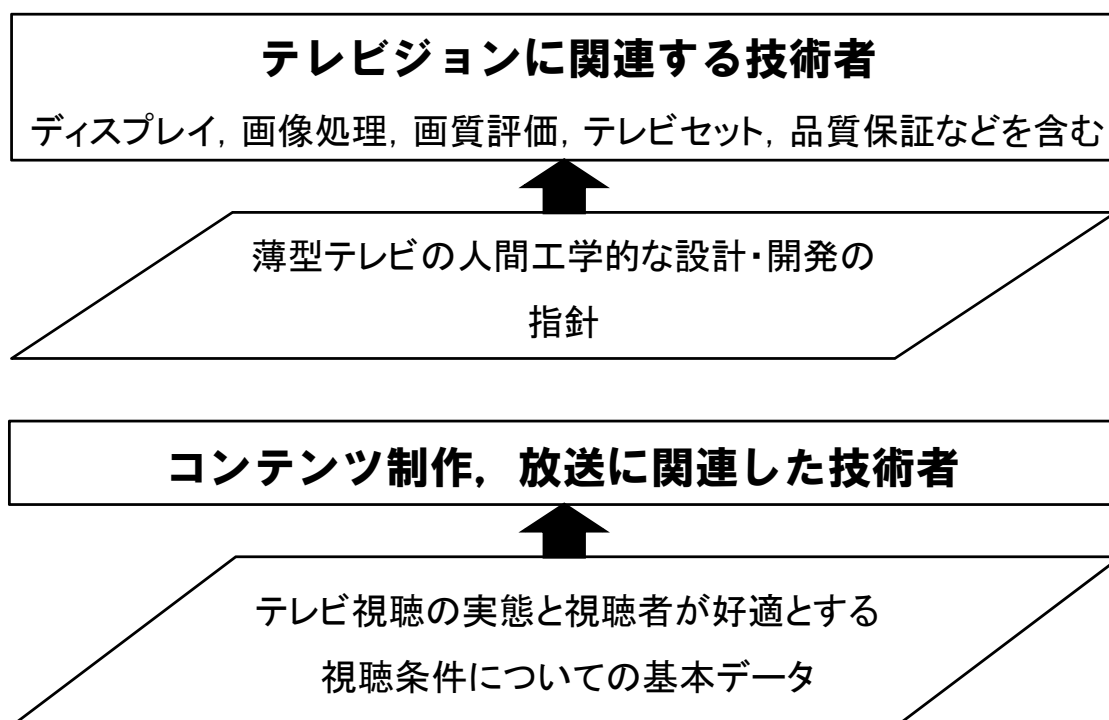 テレビジョンに関連する技術者
ディスプレイ, 画像処理, 画質評価, テレビセット, 品質保証などを含む
薄型テレビの人間工学的な設計・開発の
指針
コンテンツ制作, 放送に関連した技術者
テレビ視聴の実態と視聴者が好適とする
視聴条件についての基本データ